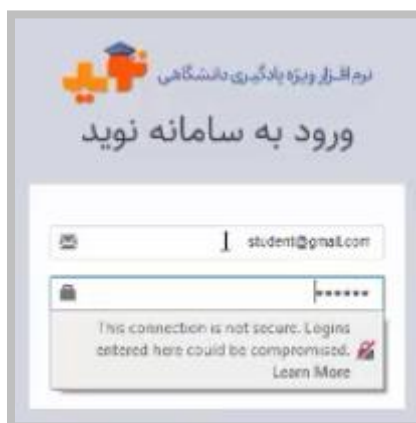 نوید
نرم افزار ویژه یادگیری دانشگاهی
ورود به سامانه نوید
student@gmail.com
••••••
This connection is not secure. Logins
entered here could be compromised.
Learn More